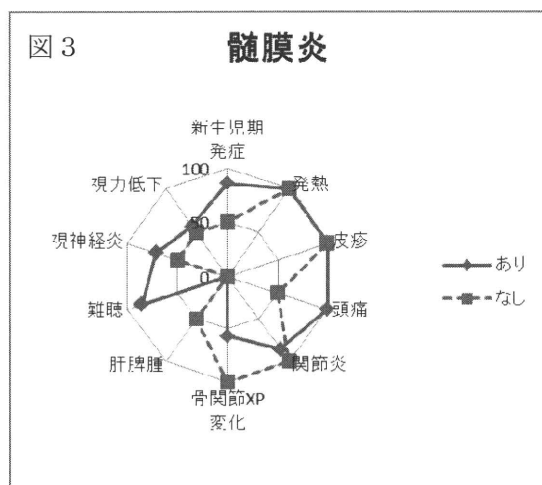 図3
髄膜炎
新生児期
発症
100
視力低下
発熱
50
視神経炎
皮疹
0
難聴
頭痛
肝脾腫
関節炎
骨関節XP
変化
あり
なし